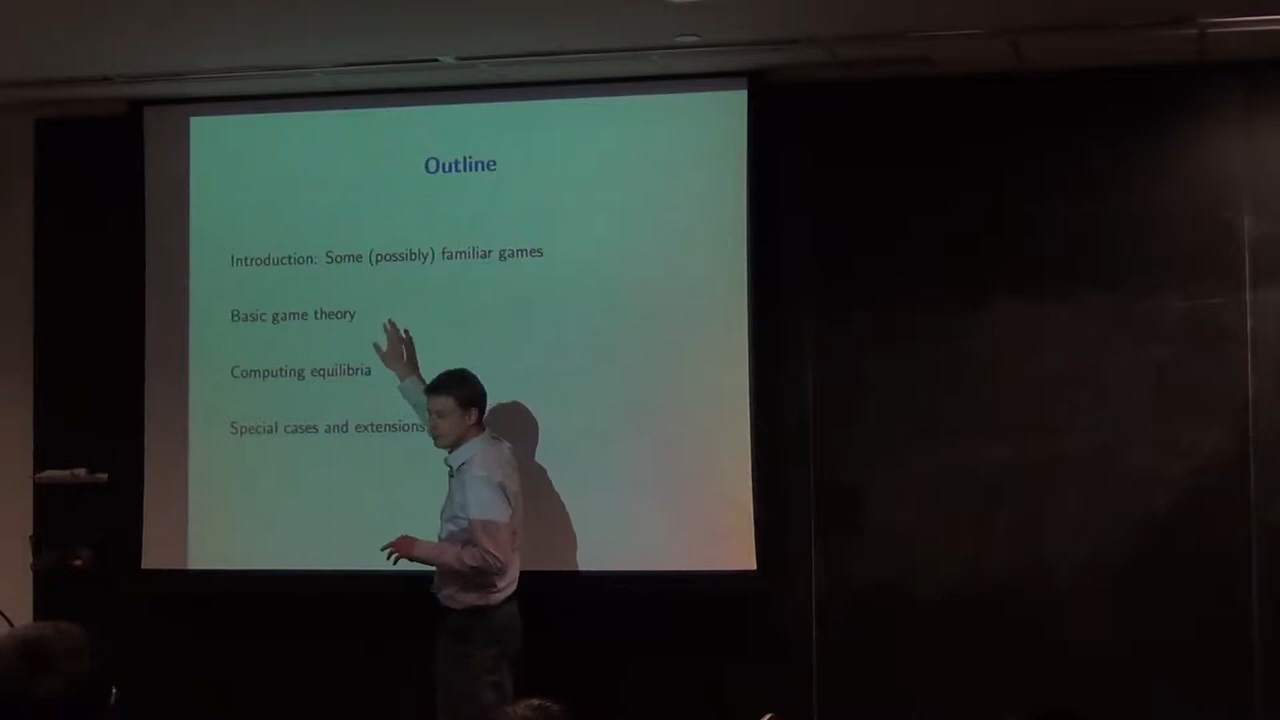 Outline
Introduction: Some (possibly) familiar games
Basic game theory
Computing equilibria
Special cases and extensions